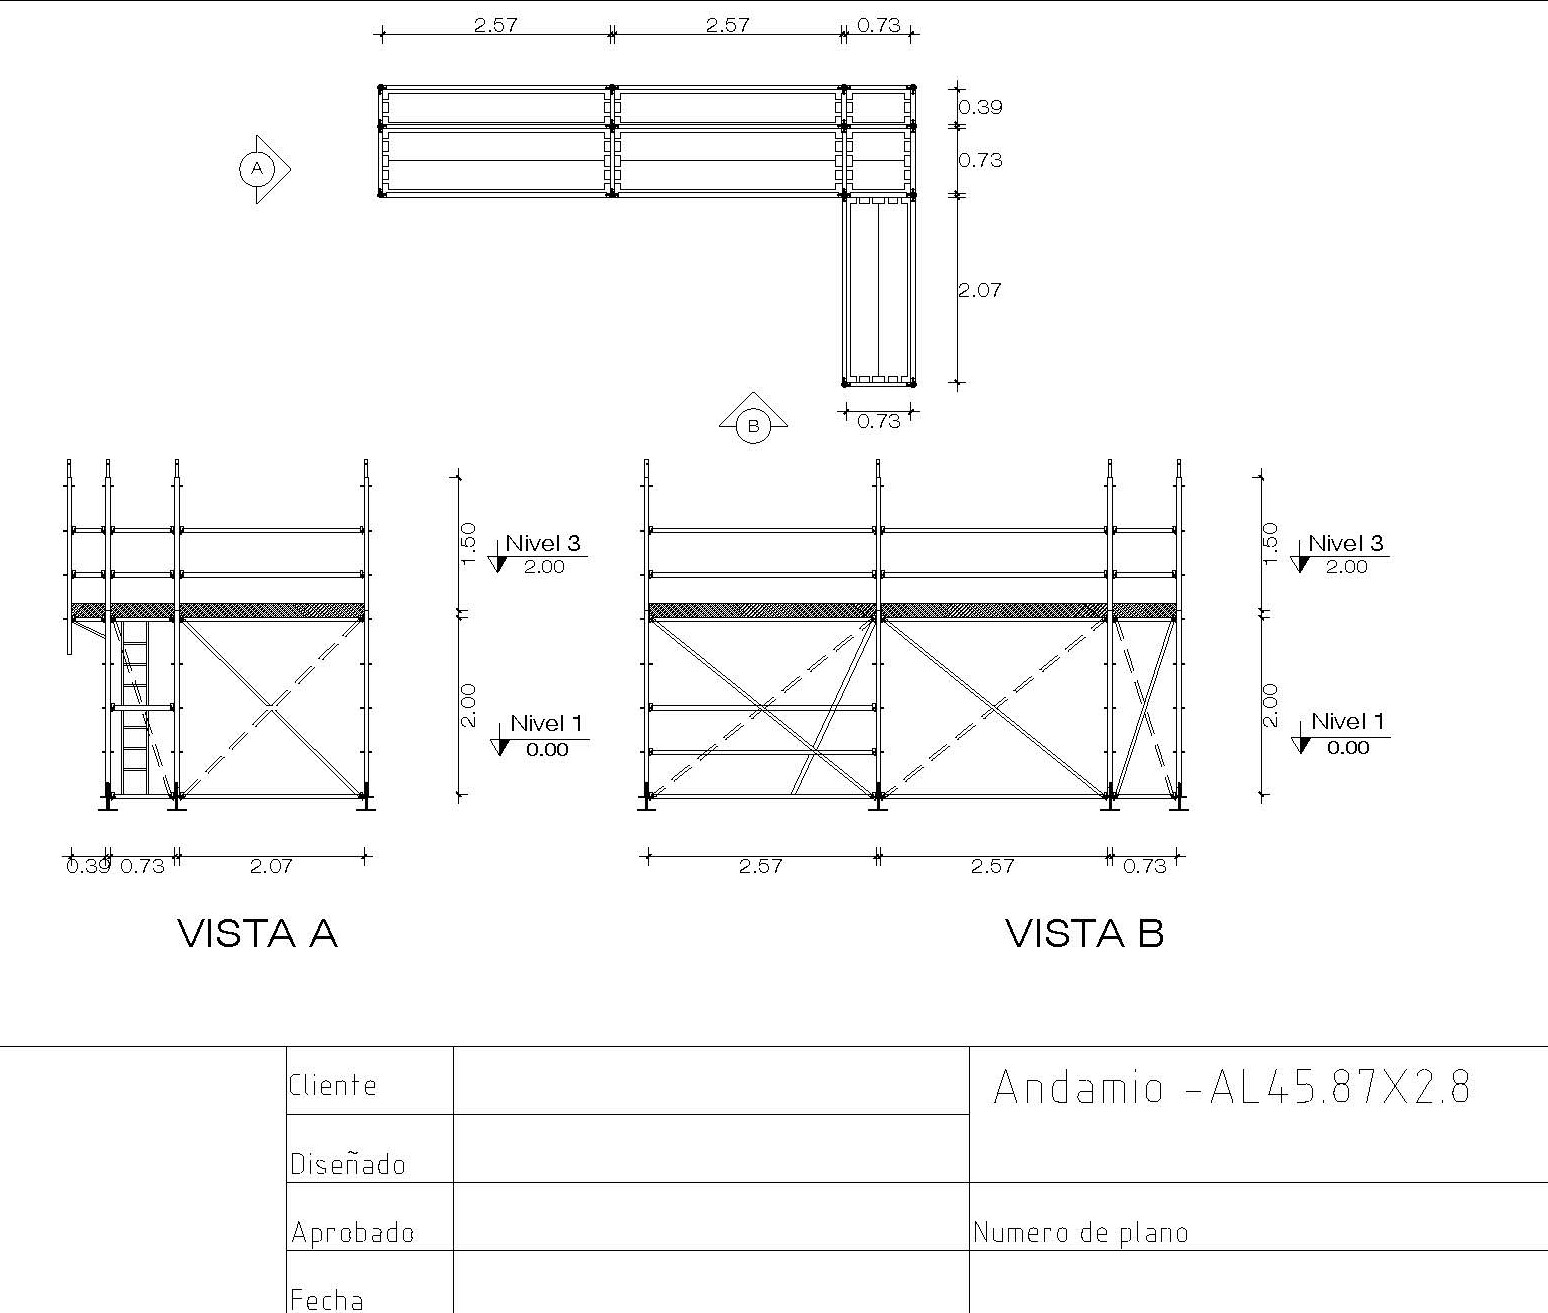 2.57 2.57 0.73
0.39
A
0.73
2.07
0.73
B
1.50 Nivel 3 1.50 Nivel 3
2.00 2.00
2.00 Nivel 1 2.00 Nivel 1
0.00 0.00
0.39 0.73 2.07 2.57 2.57 0.73
VISTA A VISTA B
Cliente Andamio -AL45.87X2.8
Diseñado
Aprobado Numero de plano
Fecha